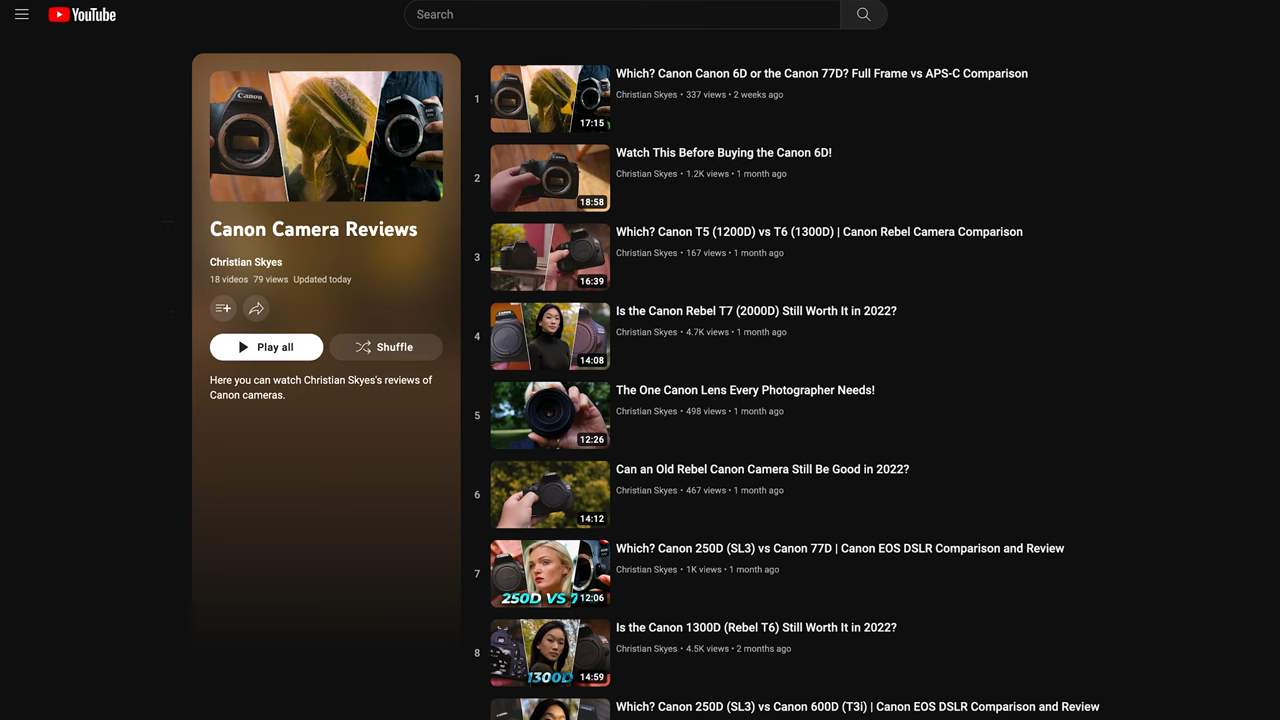 YouTube
Search
Canon Camera Reviews
Christian Skyes
18 videos 79 views Updated today
Play all
Shuffle
Here you can watch Christian Skyes's reviews of
Canon cameras.
1
17:15
Which? Canon Canon 6D or the Canon 77D? Full Frame vs APS-C Comparison
Christian Skyes • 337 views • 2 weeks ago
2
18:58
Watch This Before Buying the Canon 6D!
Christian Skyes • 1.2K views • 1 month ago
3
16:39
Which? Canon T5 (1200D) vs T6 (1300D) | Canon Rebel Camera Comparison
Christian Skyes • 167 views • 1 month ago
4
14:08
Is the Canon Rebel T7 (2000D) Still Worth It in 2022?
Christian Skyes • 4.7K views • 1 month ago
5
12:26
The One Canon Lens Every Photographer Needs!
Christian Skyes • 498 views • 1 month ago
6
14:12
Can an Old Rebel Canon Camera Still Be Good in 2022?
Christian Skyes • 467 views • 1 month ago
7
250D VS 7
12:06
Which? Canon 250D (SL3) vs Canon 77D | Canon EOS DSLR Comparison and Review
Christian Skyes • 1K views • 1 month ago
8
1300D
14:59
Is the Canon 1300D (Rebel T6) Still Worth It in 2022?
Christian Skyes • 4.5K views • 2 months ago
Which? Canon 250D (SL3) vs Canon 600D (T3i) | Canon EOS DSLR Comparison and Review